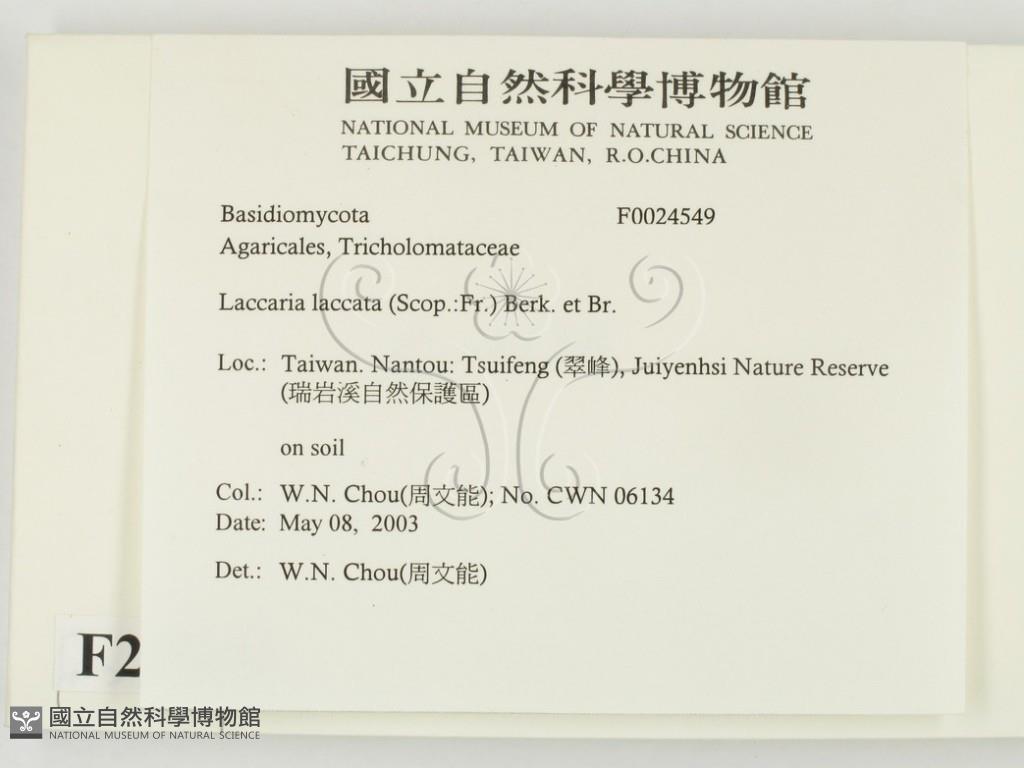 國立自然科學博物館
NATIONAL MUSEUM OF NATURAL SCIENCE
TAICHUNG, TAIWAN, R.O.CHINA
Basidiomycota F0024549
Agaricales, Tricholomataceae
Laccaria laccata (Scop.:Fr.) Berk. et Br.
Loc.: Taiwan. Nantou: Tsuifeng (翠峰), Juiyenhsi Nature Reserve
(瑞岩溪自然保護區)
on soil
Col.: W.N. Chou(周文能); No. CWN 06134
Date: May 08, 2003
Det.: W.N. Chou(周文能)
F2
國立自然科學博物館
NATIONAL MUSEUM OF NATURAL SCIENCE